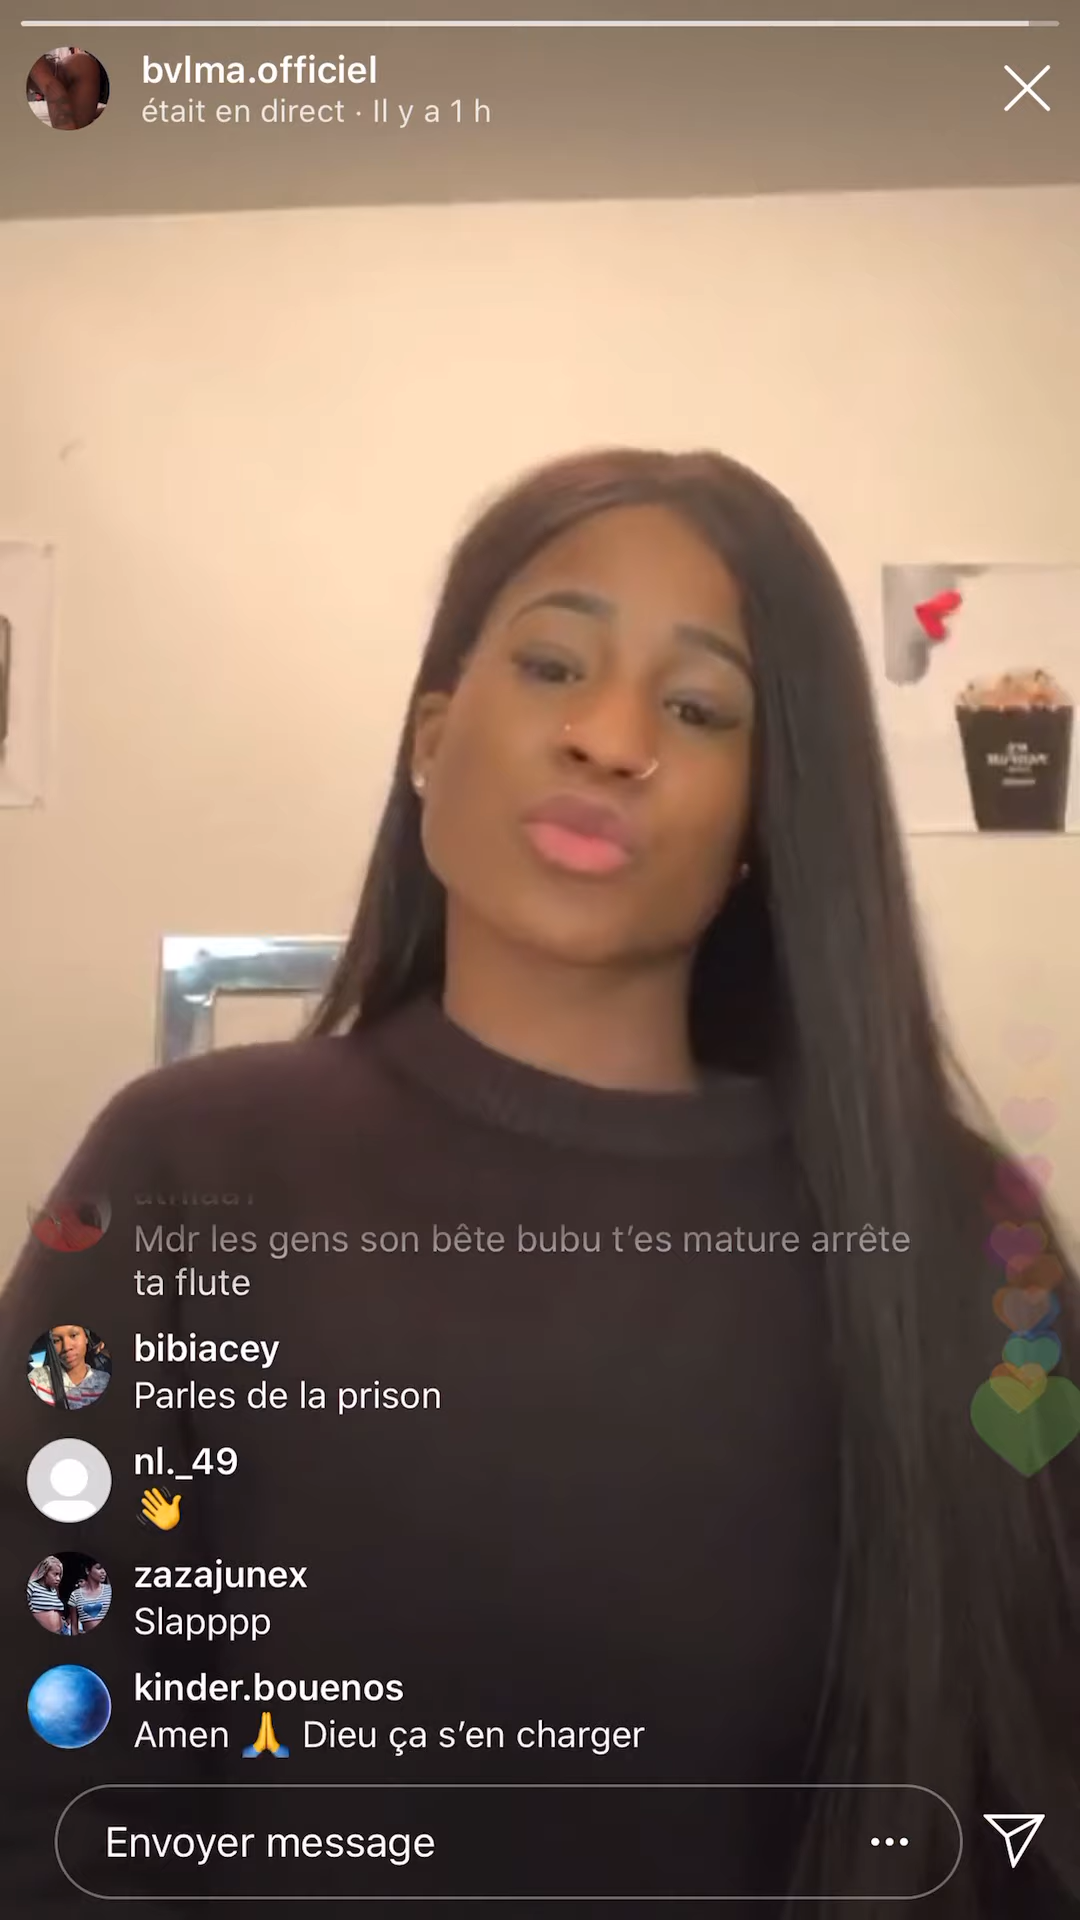 bvlma.officiel
était en direct · Il y a 1 h
Mdr les gens son bête bubu t’es mature arrête
ta flute
bibiacey
Parles de la prison
nl._49
👋
zazajunex
Slapppp
kinder.bouenos
Amen 🙏 Dieu ça s’en charger
Envoyer message